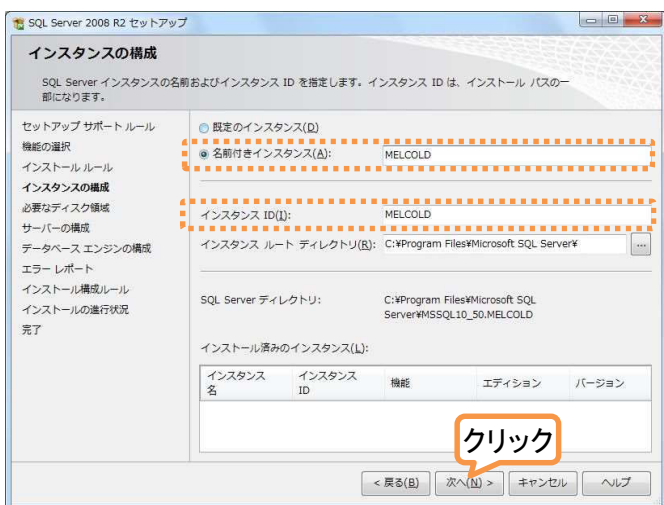 SQL Server 2008 R2 セットアップ
インスタンスの構成
SQL Server インスタンスの名前およびインスタンス ID を指定します。インスタンス ID は、インストール パスの一
部になります。
セットアップ サポート ルール
機能の選択
インストール ルール
インスタンスの構成
必要なディスク領域
サーバーの構成
データベース エンジンの構成
エラー レポート
インストール構成ルール
インストールの進行状況
完了
既定のインスタンス(D)
名前付きインスタンス(A): MELCOLD
インスタンス ID(I): MELCOLD
インスタンス ルート ディレクトリ(R): C:¥Program Files¥Microsoft SQL Server¥ ...
SQL Server ディレクトリ: C:¥Program Files¥Microsoft SQL
Server¥MSSQL10_50.MELCOLD
インストール済みのインスタンス(L):
インスタンス インスタンス 機能 エディション バージョン
名 ID
クリック
< 戻る(B) 次へ(N) > キャンセル ヘルプ